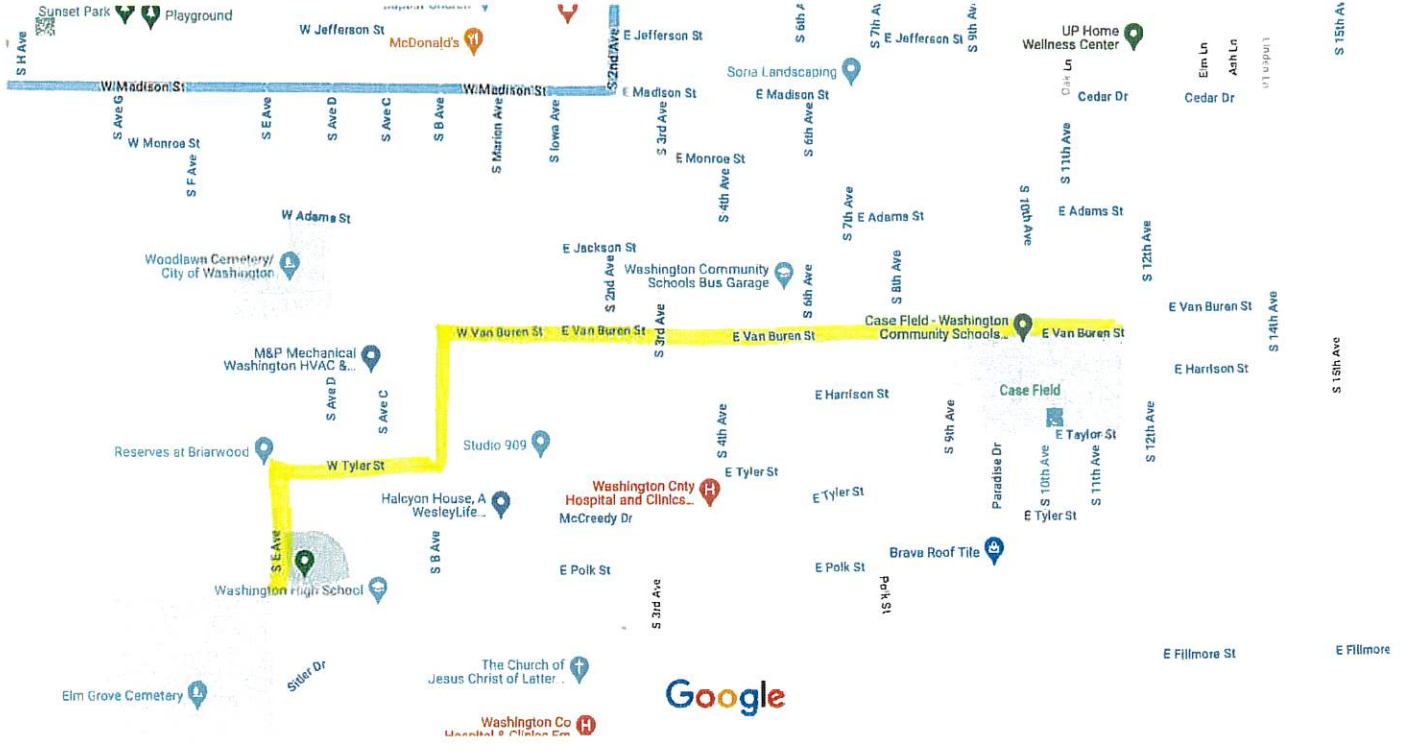 Sunset Park
Playground
W Jefferson St
McDonald's
E Jefferson St
E Jefferson St
UP Home
Wellness Center
S H Ave
S 2nd Ave
S 6th A
S 7th Av
S 9th Av
S 15th Av
Soria Landscaping
Oak Ln
Elm Ln
Ash Ln
Linden Ln
W Madison St
W Madison St
E Madison St
E Madison St
Cedar Dr
Cedar Dr
S Ave G
S E Ave
S Ave D
S Ave C
S B Ave
S Marion Ave
S Iowa Ave
S 3rd Ave
S 6th Ave
S 11th Ave
W Monroe St
E Monroe St
S F Ave
S 4th Ave
S 7th Ave
S 10th Ave
W Adams St
E Adams St
E Adams St
Woodlawn Cemetery/
City of Washington
E Jackson St
Washington Community
Schools Bus Garage
S 2nd Ave
S 6th Ave
S 8th Ave
S 12th Ave
E Van Buren St
S 14th Ave
W Van Buren St
E Van Buren St
S 3rd Ave
E Van Buren St
Case Field - Washington
Community Schools...
E Van Buren St
M&P Mechanical
Washington HVAC &...
S Ave D
S Ave C
E Harrison St
E Harrison St
S 15th Ave
Case Field
Reserves at Briarwood
Studio 909
S 4th Ave
S 9th Ave
E Taylor St
S 12th Ave
W Tyler St
E Tyler St
Paradise Dr
S 10th Ave
S 11th Ave
Halcyon House, A
WesleyLife...
Washington Cnty
Hospital and Clinics...
E Tyler St
McCreedy Dr
E Tyler St
S E Ave
S B Ave
Brava Roof Tile
E Polk St
E Polk St
Polk St
Washington High School
S 3rd Ave
Sitler Dr
The Church of
Jesus Christ of Latter...
E Fillmore St
E Fillmore
Elm Grove Cemetery
Google
Washington Co
Hospital & Clinics Fm